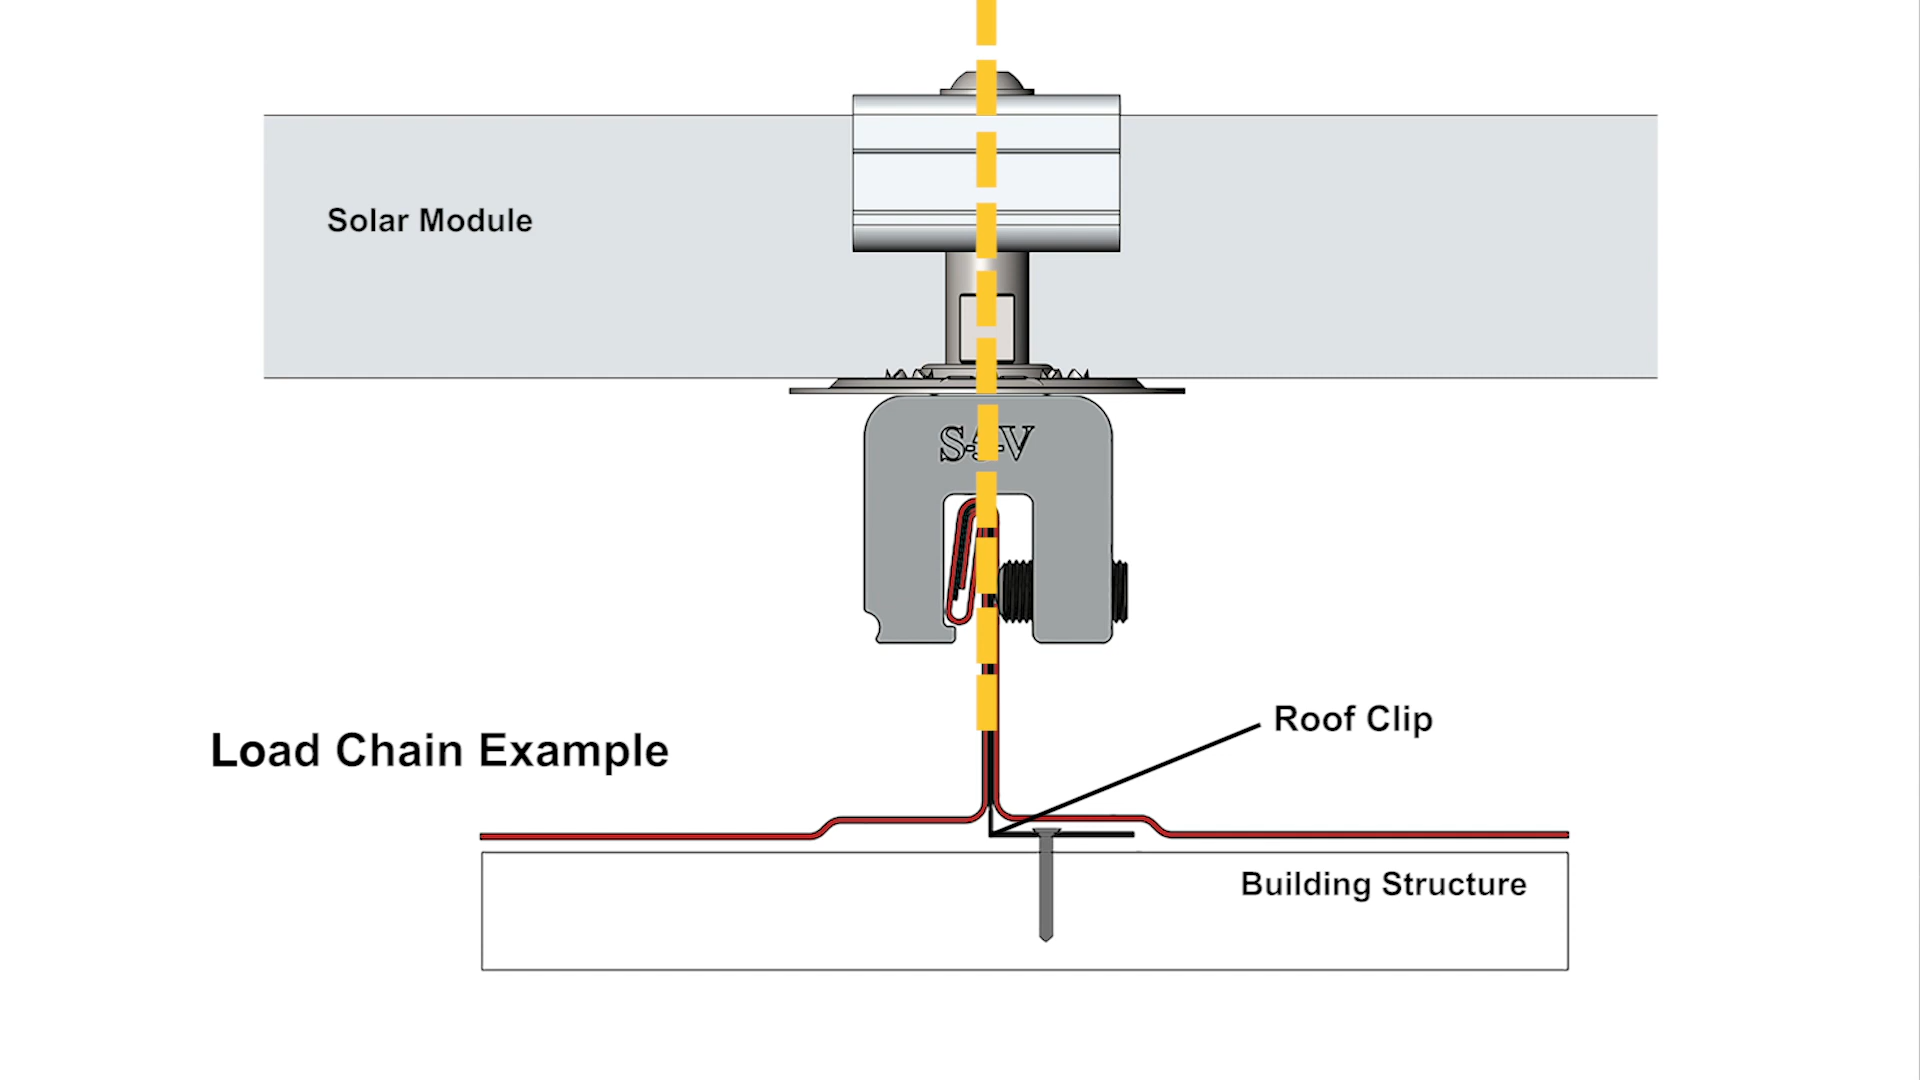 Solar Module
S-5-V
Roof Clip
Load Chain Example
Building Structure